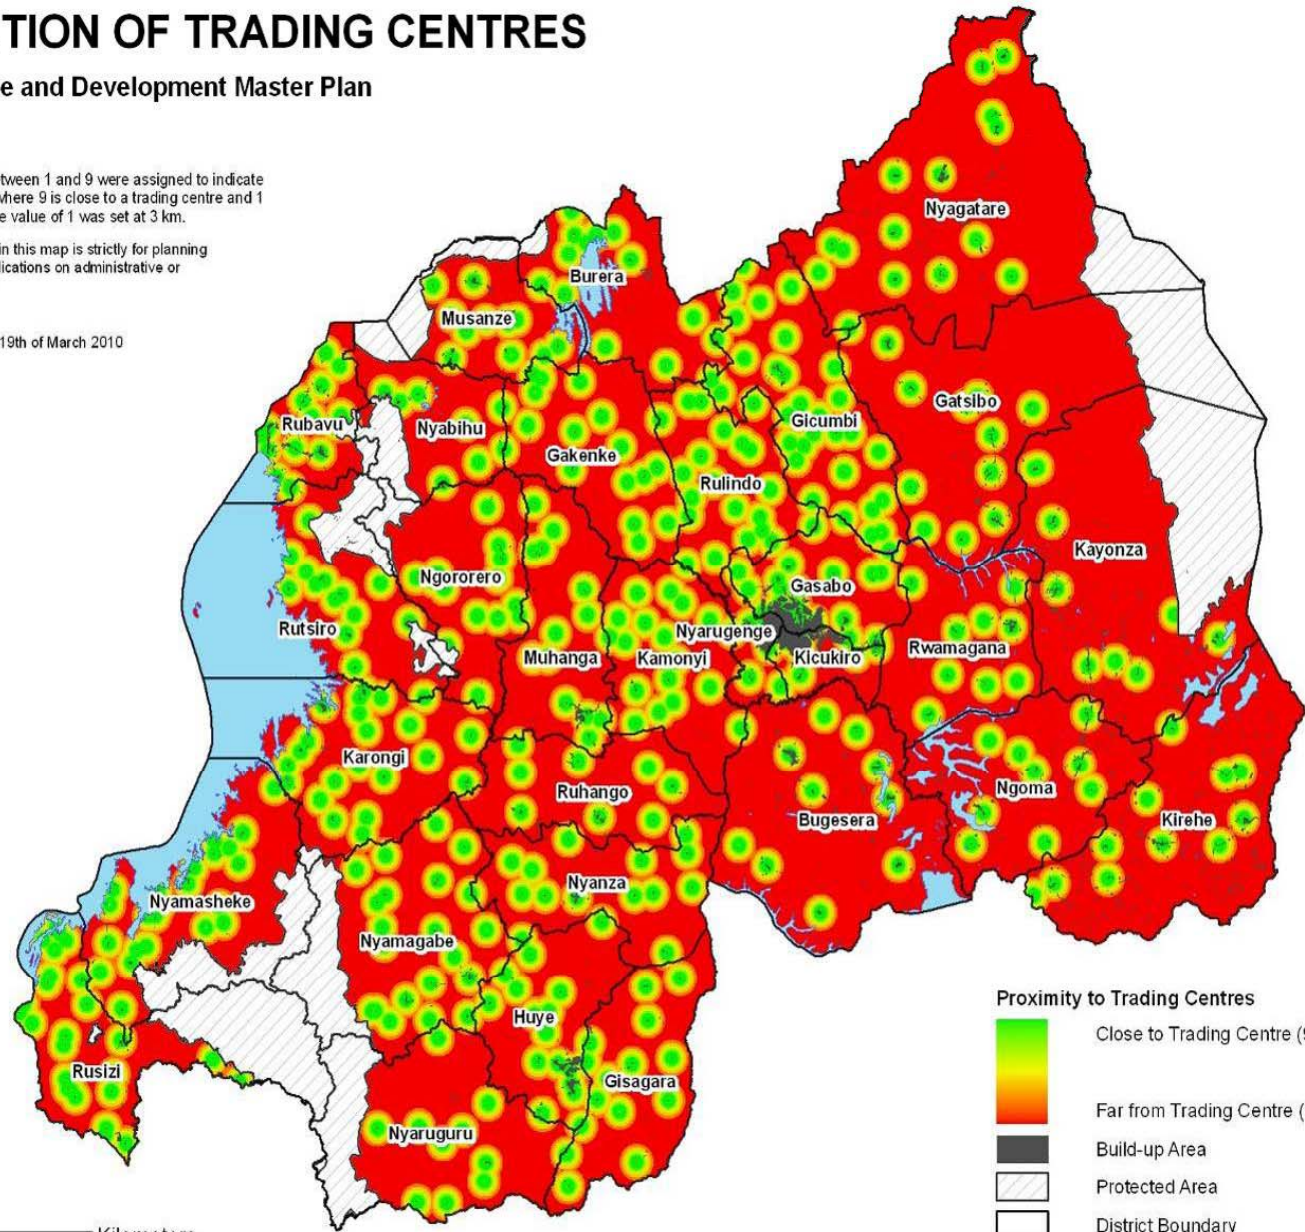 TION OF TRADING CENTRES
e and Development Master Plan
tween 1 and 9 were assigned to indicate
where 9 is close to a trading centre and 1
e value of 1 was set at 3 km.
in this map is strictly for planning
lications on administrative or
19th of March 2010
Nyagatare
Burera
Musanze
Gatsibo
Rubavu
Nyabihu
Gicumbi
Gakenke
Rulindo
Kayonza
Ngororero
Gasabo
Rutsiro
Nyarugenge
Muhanga
Kamonyi
Kicukiro
Rwamagana
Karongi
Ruhango
Ngoma
Bugesera
Kirehe
Nyanza
Nyamasheke
Nyamagabe
Huye
Rusizi
Gisagara
Nyaruguru
Proximity to Trading Centres
Close to Trading Centre (9
Far from Trading Centre (
Build-up Area
Protected Area
District Boundary
Kilometers